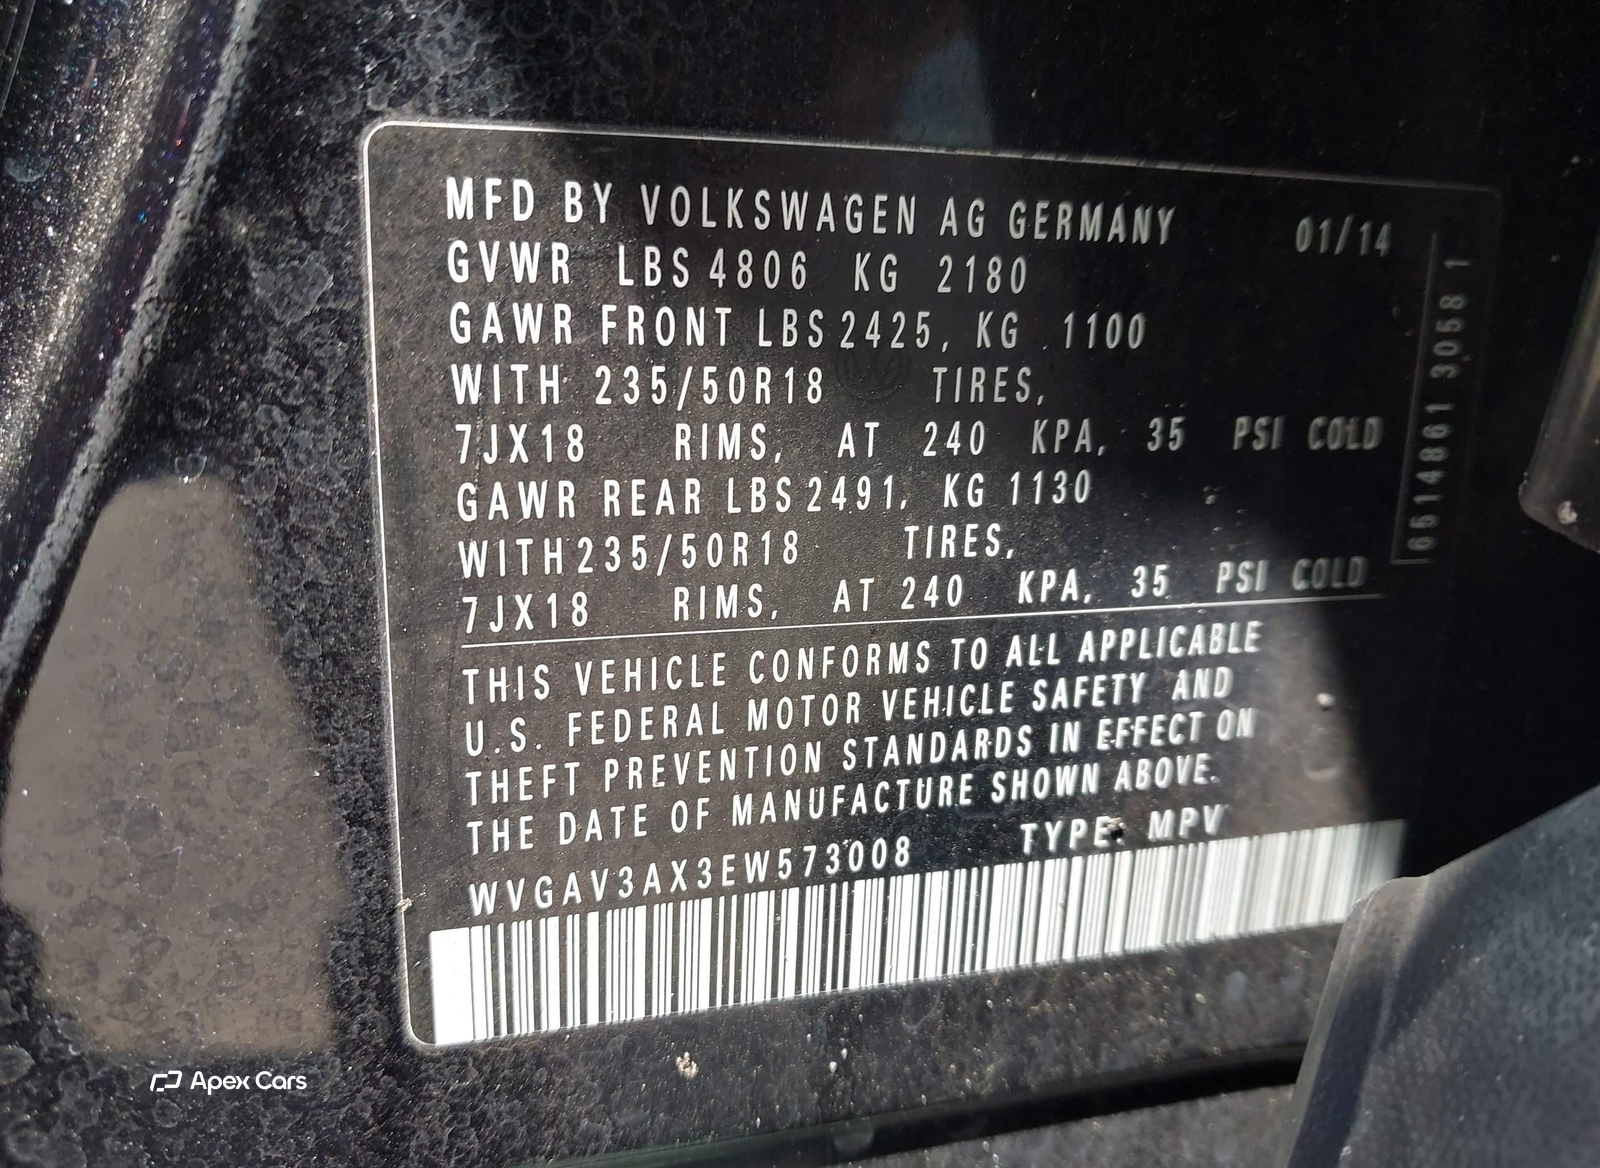 MFD BY VOLKSWAGEN AG GERMANY 01/14
GVWR LBS 4806 KG 2180
GAWR FRONT LBS 2425, KG 1100
WITH 235/50R18 TIRES,
7JX18 RIMS, AT 240 KPA, 35 PSI COLD
GAWR REAR LBS 2491, KG 1130
WITH 235/50R18 TIRES,
7JX18 RIMS, AT 240 KPA, 35 PSI COLD
THIS VEHICLE CONFORMS TO ALL APPLICABLE
U.S. FEDERAL MOTOR VEHICLE SAFETY AND
THEFT PREVENTION STANDARDS IN EFFECT ON
THE DATE OF MANUFACTURE SHOWN ABOVE.
WVGAV3AX3EW573008 TYPE: MPV
6514861 3058 1
Apex Cars